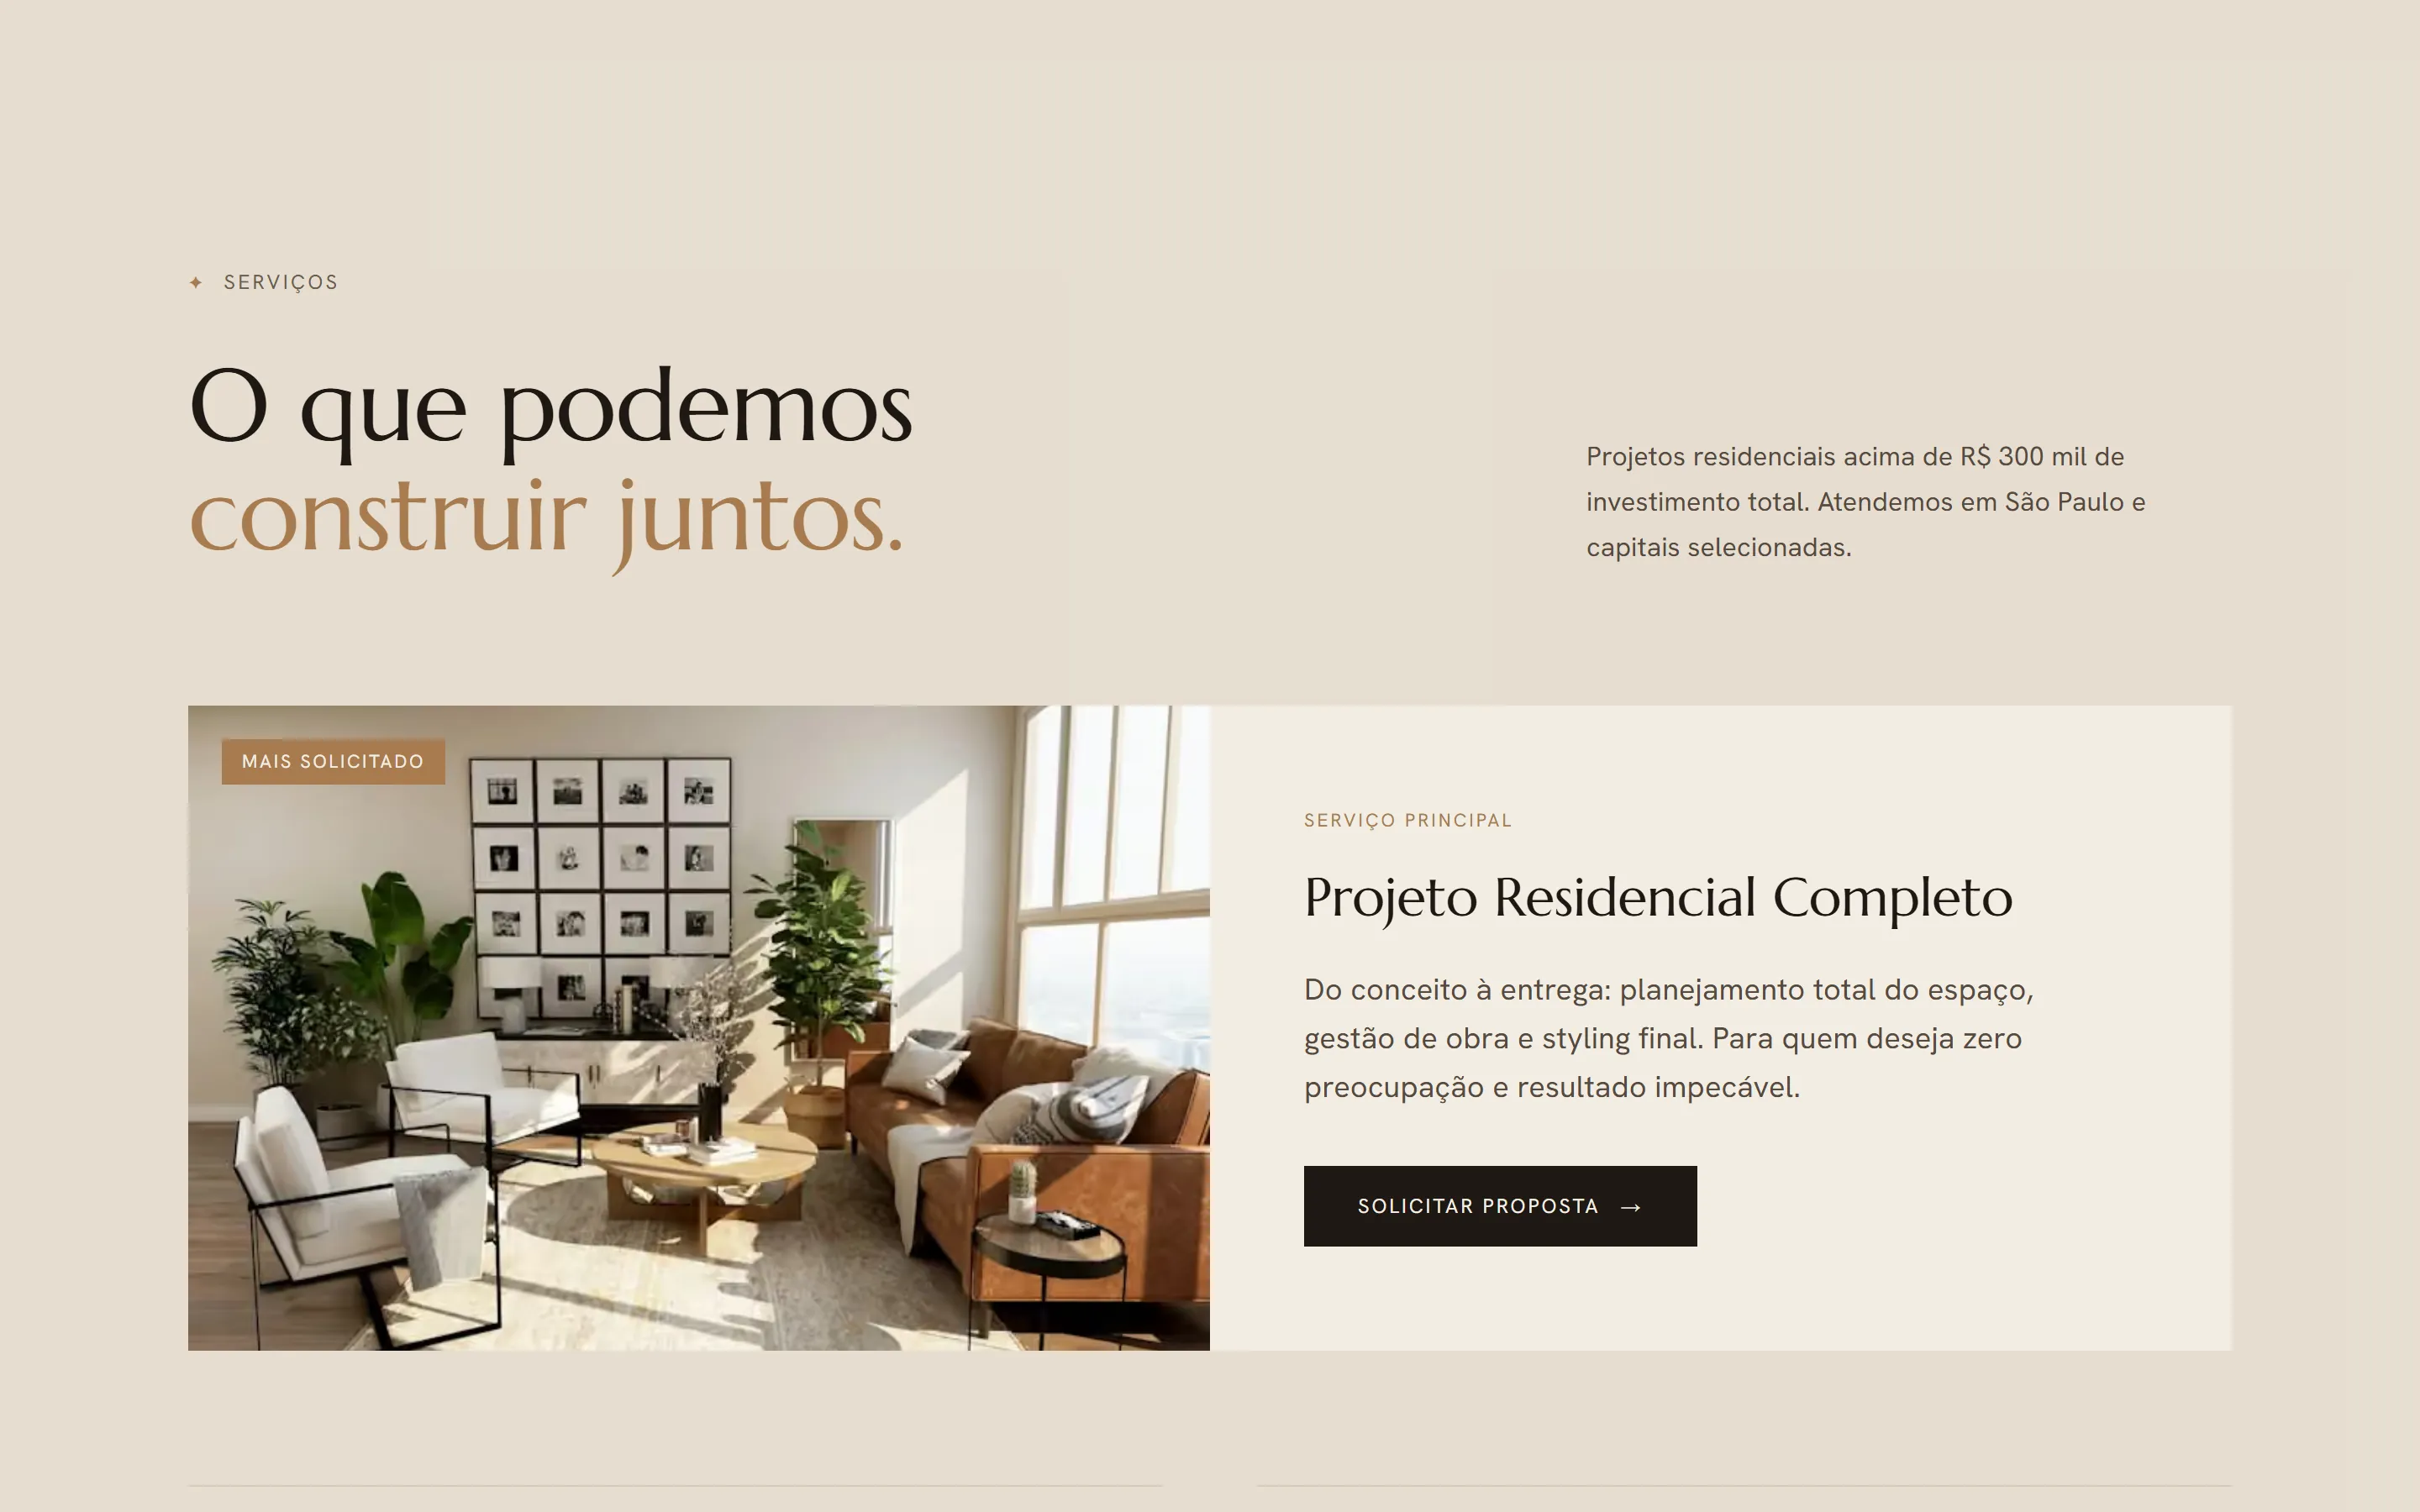 ✦ SERVIÇOS
O que podemos
construir juntos.
Projetos residenciais acima de R$ 300 mil de
investimento total. Atendemos em São Paulo e
capitais selecionadas.
MAIS SOLICITADO
SERVIÇO PRINCIPAL
Projeto Residencial Completo
Do conceito à entrega: planejamento total do espaço,
gestão de obra e styling final. Para quem deseja zero
preocupação e resultado impecável.
SOLICITAR PROPOSTA →